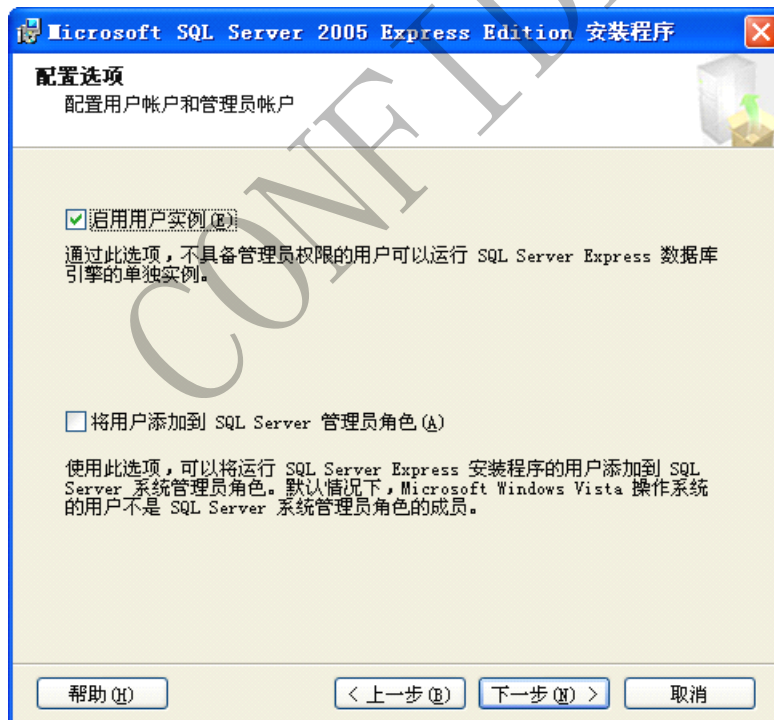 Microsoft SQL Server 2005 Express Edition 安装程序
配置选项
配置用户帐户和管理员帐户
启用用户实例(E)
通过此选项，不具备管理员权限的用户可以运行 SQL Server Express 数据库
引擎的单独实例。
将用户添加到 SQL Server 管理员角色(A)
使用此选项，可以将运行 SQL Server Express 安装程序的用户添加到 SQL
Server 系统管理员角色。默认情况下，Microsoft Windows Vista 操作系统
的用户不是 SQL Server 系统管理员角色的成员。
帮助(H)
< 上一步(B)
下一步(N) >
取消
CONFID